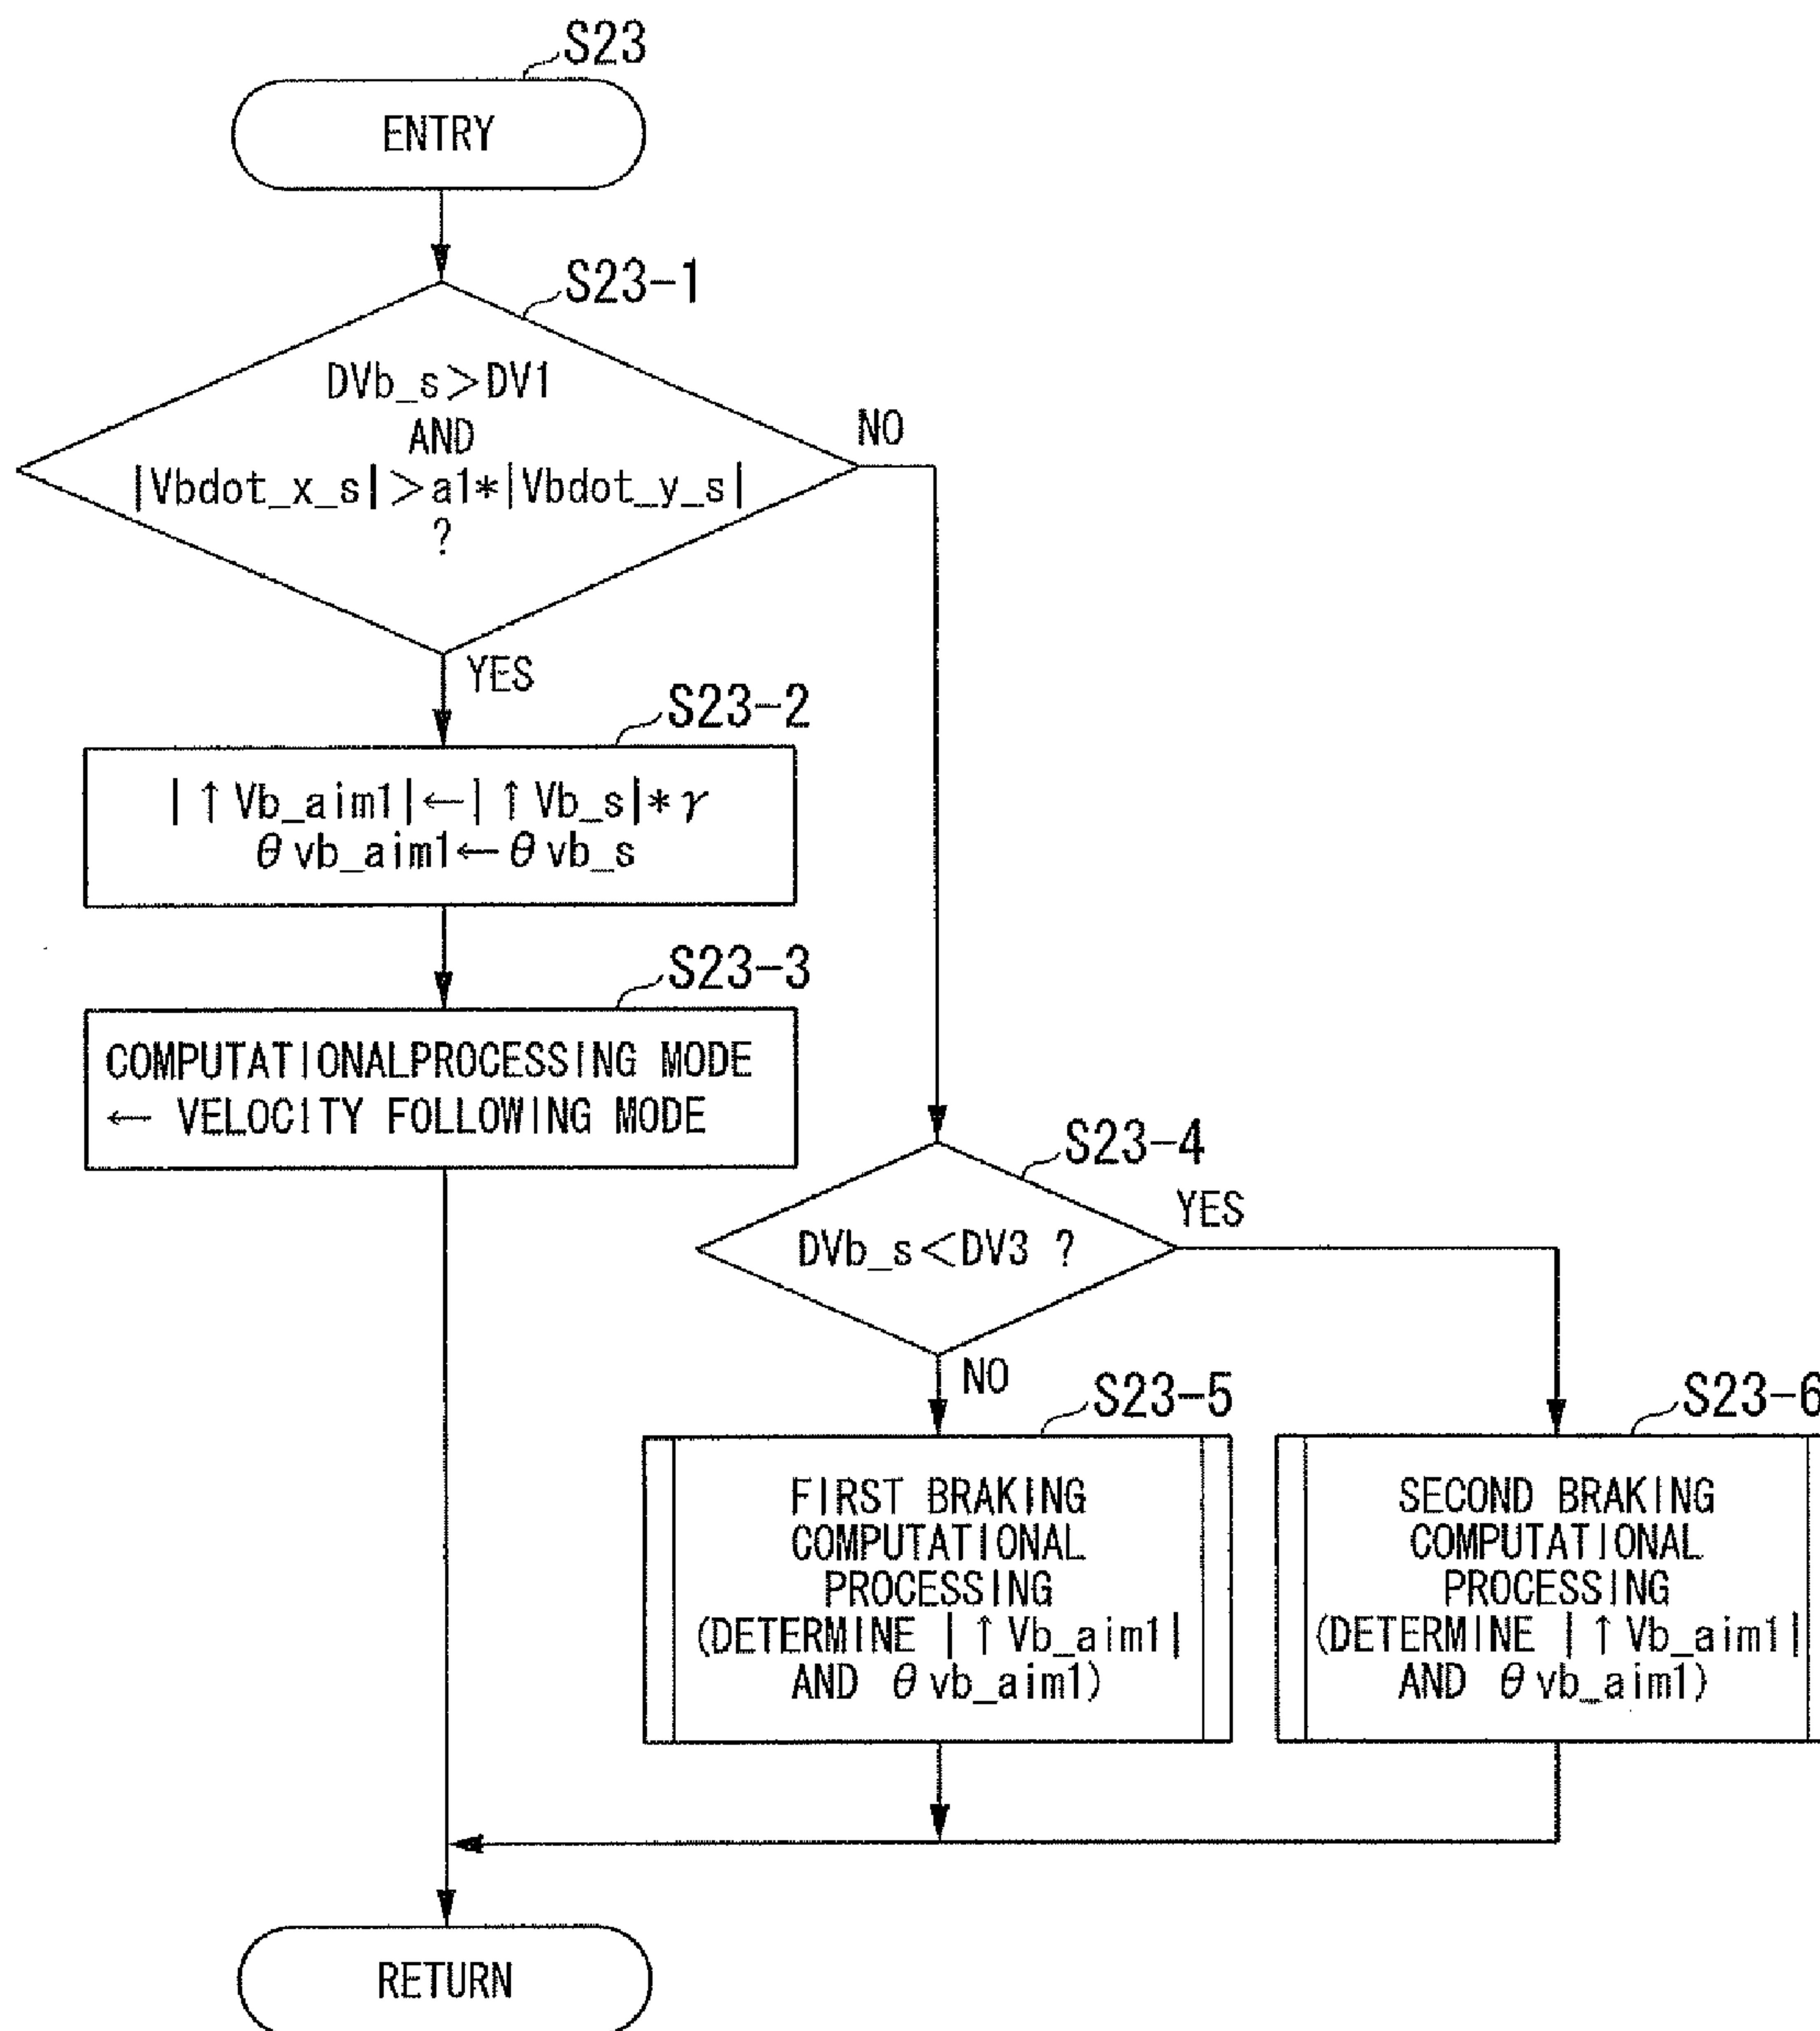 S23
ENTRY
S23-1
DVb_s>DV1
AND
|Vbdot_x_s|>a1*|Vbdot_y_s|
?
NO
YES
S23-2
|↑Vb_aim1|←|↑Vb_s|*γ
θvb_aim1←θvb_s
S23-3
COMPUTATIONALPROCESSING MODE
← VELOCITY FOLLOWING MODE
S23-4
DVb_s<DV3 ?
YES
NO
S23-5
FIRST BRAKING
COMPUTATIONAL
PROCESSING
(DETERMINE |↑Vb_aim1|
AND θvb_aim1)
S23-6
SECOND BRAKING
COMPUTATIONAL
PROCESSING
(DETERMINE |↑Vb_aim1|
AND θvb_aim1)
RETURN